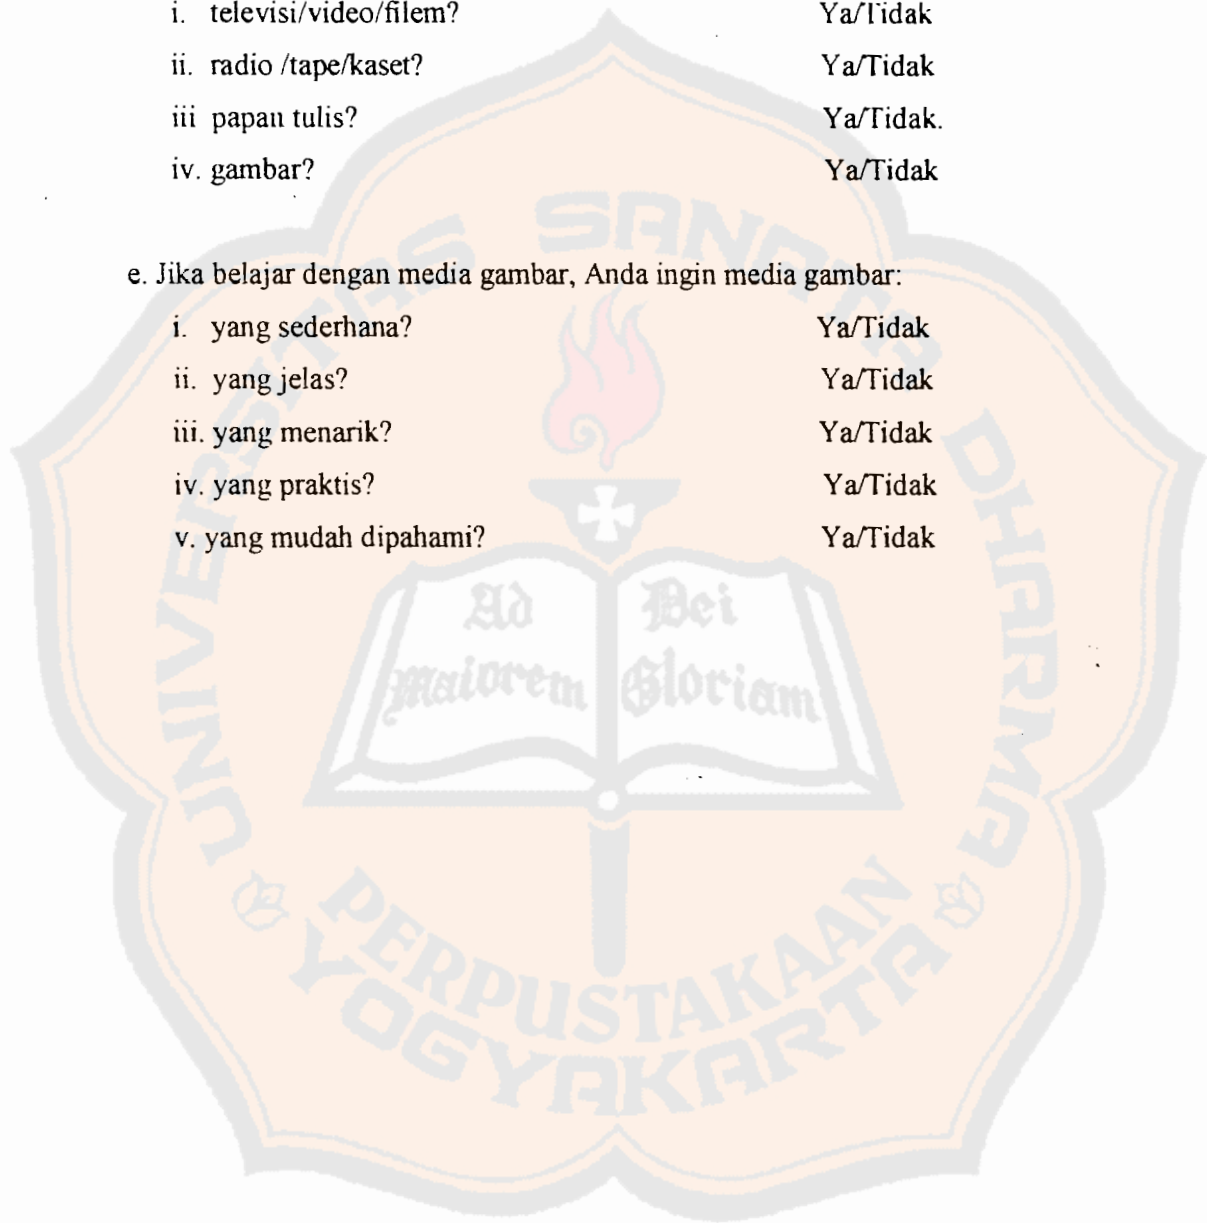 i. televisi/video/filem? Ya/Tidak
ii. radio /tape/kaset? Ya/Tidak
iii papan tulis? Ya/Tidak.
iv. gambar? Ya/Tidak
e. Jika belajar dengan media gambar, Anda ingin media gambar:
i. yang sederhana? Ya/Tidak
ii. yang jelas? Ya/Tidak
iii. yang menarik? Ya/Tidak
iv. yang praktis? Ya/Tidak
v. yang mudah dipahami? Ya/Tidak
UNIVERSITAS SANATA DHARMA
Ad Dei
maiorem Gloriam
PERPUSTAKAAN
YOGYAKARTA